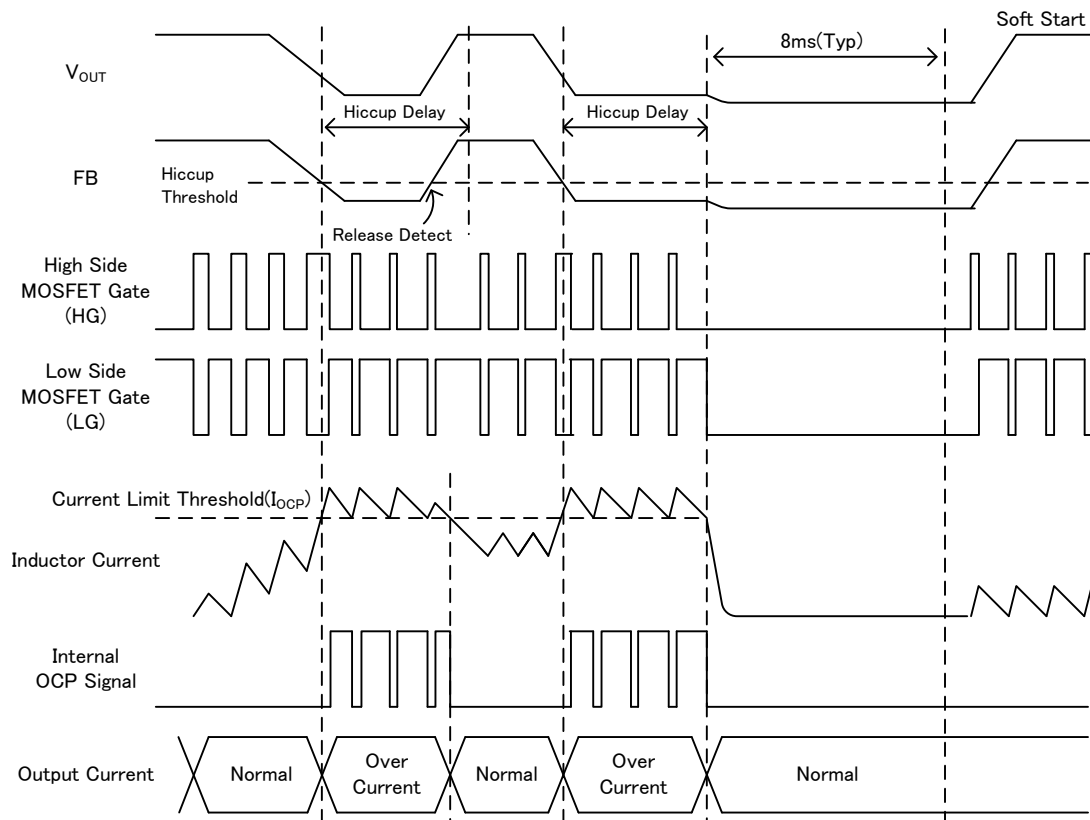 Soft Start
8ms(Typ)
VOUT
Hiccup Delay
Hiccup Delay
FB
Hiccup
Threshold
Release Detect
High Side
MOSFET Gate
(HG)
Low Side
MOSFET Gate
(LG)
Current Limit Threshold(IOCP)
Inductor Current
Internal
OCP Signal
Output Current
Normal
Over
Current
Normal
Over
Current
Normal